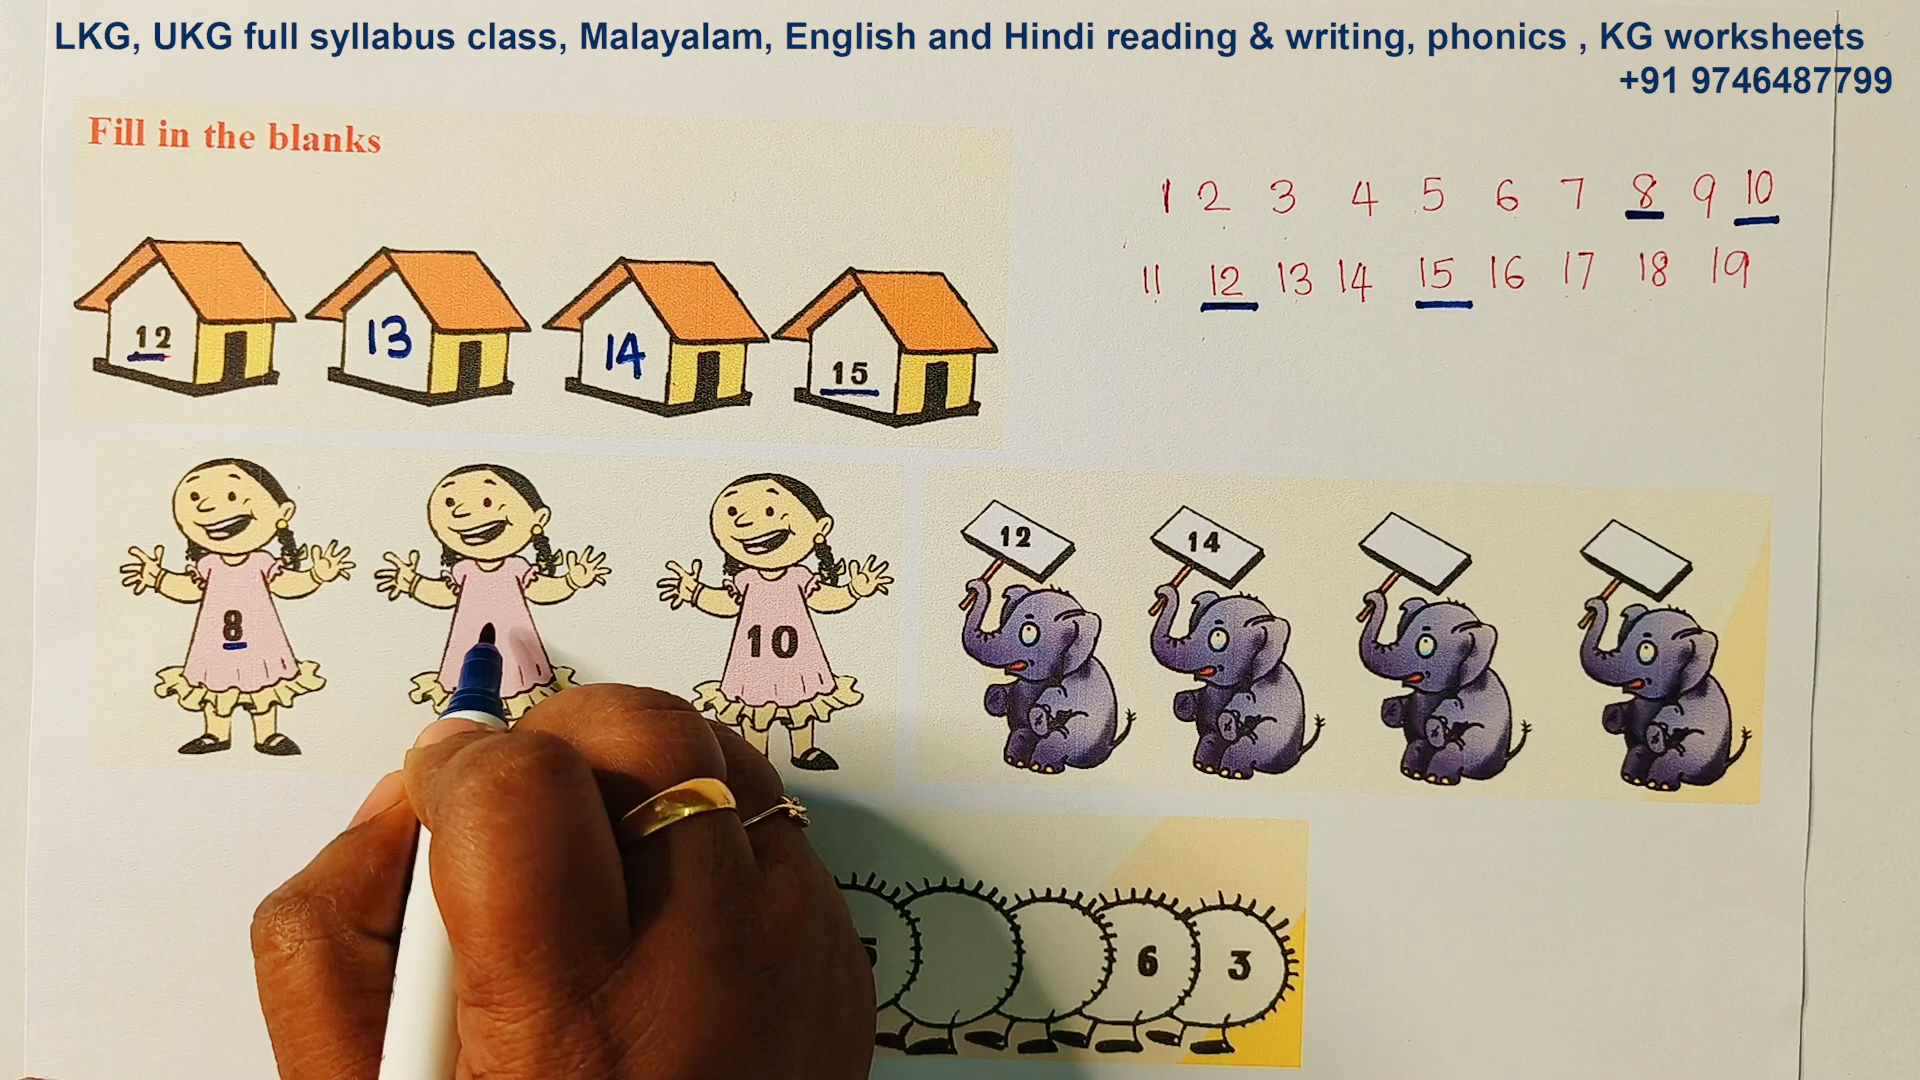 LKG, UKG full syllabus class, Malayalam, English and Hindi reading & writing, phonics , KG worksheets
+91 9746487799
Fill in the blanks
1 2 3 4 5 6 7 8 9 10
11 12 13 14 15 16 17 18 19
12 13 14 15
8 10
12 14
5 6 3